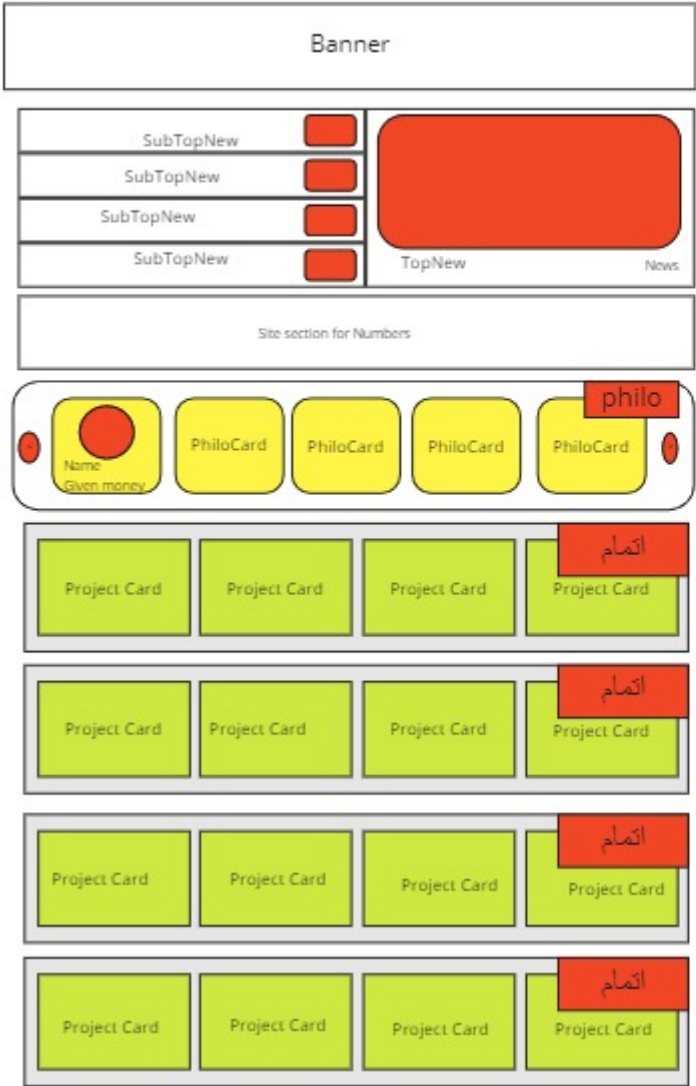 Banner
SubTopNew
SubTopNew
SubTopNew
SubTopNew
TopNew
News
Site section for Numbers
philo
Name
Given money
PhiloCard
PhiloCard
PhiloCard
PhiloCard
اتمام
Project Card
Project Card
Project Card
Project Card
اتمام
Project Card
Project Card
Project Card
Project Card
اتمام
Project Card
Project Card
Project Card
Project Card
اتمام
Project Card
Project Card
Project Card
Project Card